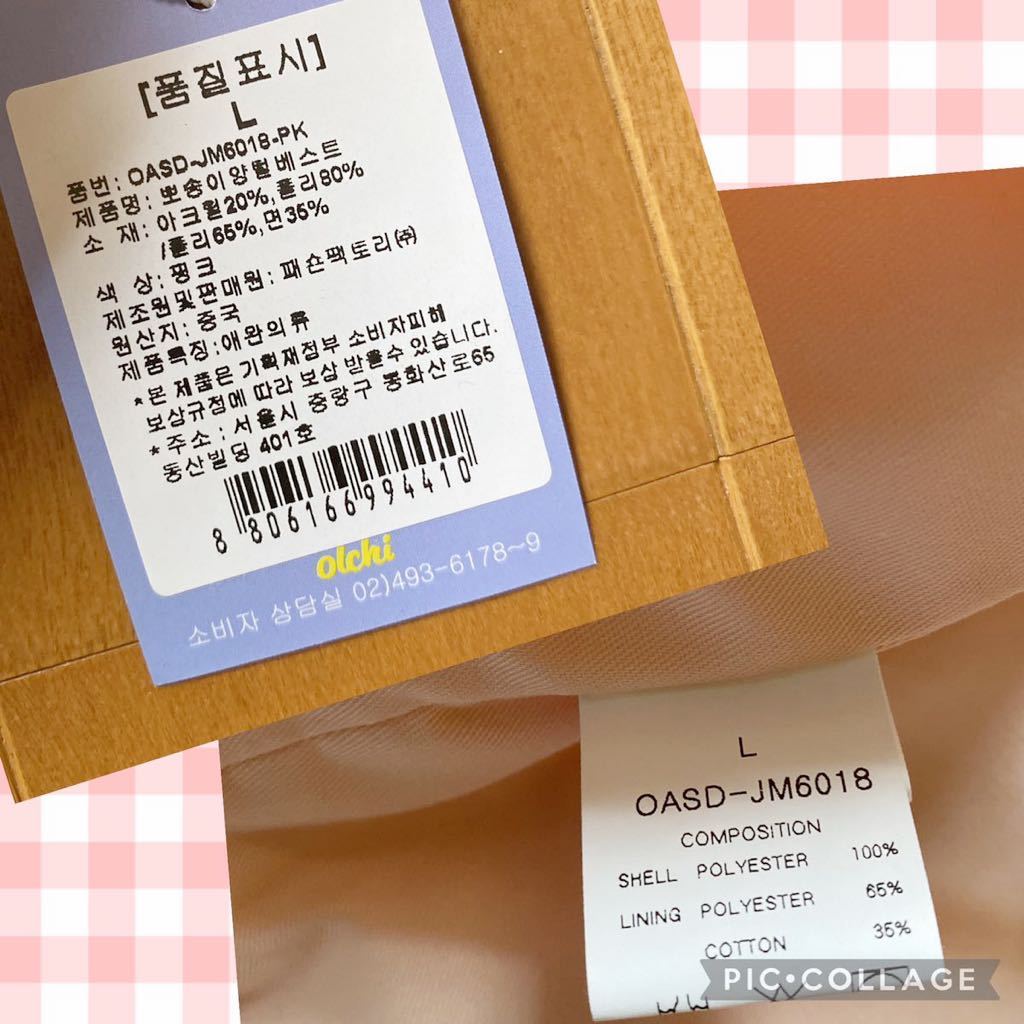 [품질표시]
L
품번: OASD-JM6018-PK
제품명: 뽀송이양털베스트
소 재: 아크릴20%,폴리80%
/폴리65%,면35%
색 상: 핑크
제조원및판매원: 패션팩토리㈜
원산지: 중국
제품특징:애완의류
*본 제품은 기획재정부 소비자피해
보상규정에 따라 보상 받을수 있습니다.
*주소: 서울시 중랑구 동화산로65
동산빌딩 401호
8 806166 994410
olchi
소비자 상담실 02)493-6178~9
L
OASD-JM6018
COMPOSITION
SHELL POLYESTER 100%
LINING POLYESTER 65%
COTTON 35%
PIC•COLLAGE